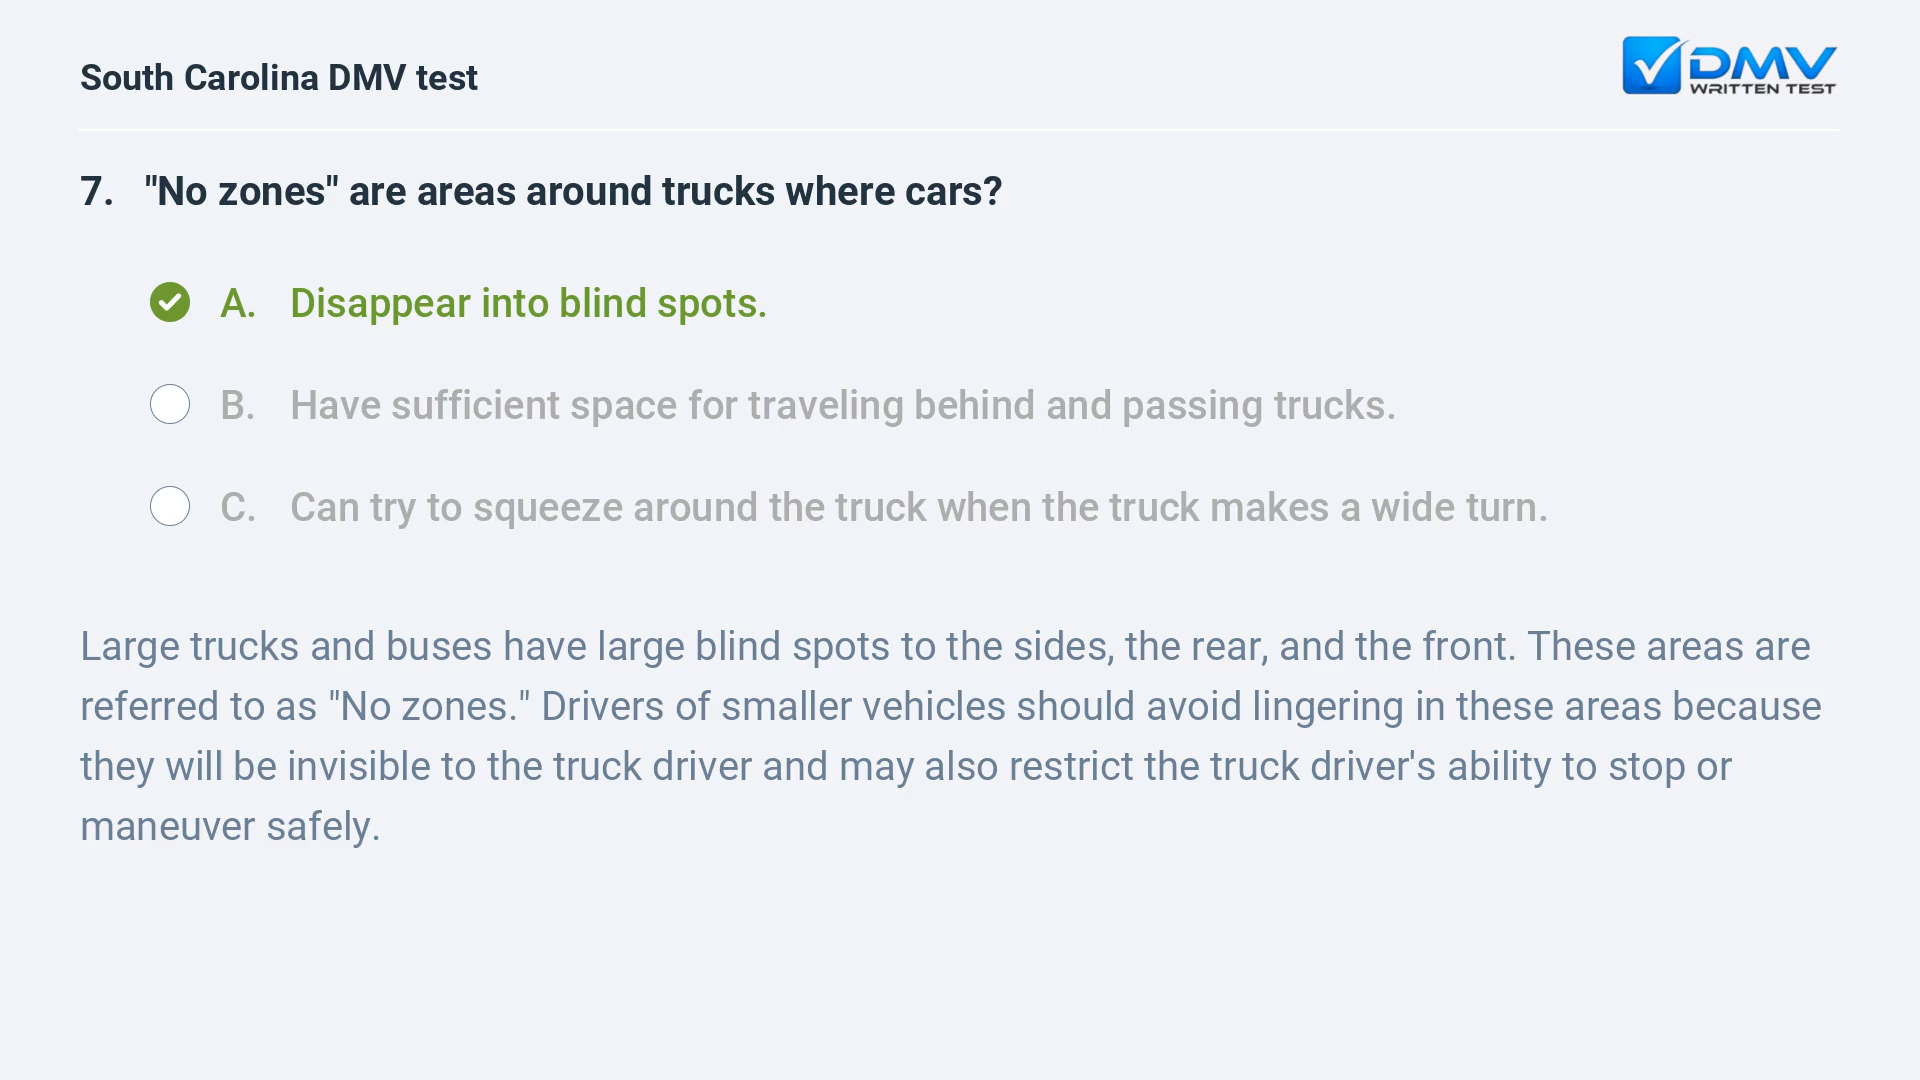 South Carolina DMV test
DMV
WRITTEN TEST
7. "No zones" are areas around trucks where cars?
A. Disappear into blind spots.
B. Have sufficient space for traveling behind and passing trucks.
C. Can try to squeeze around the truck when the truck makes a wide turn.
Large trucks and buses have large blind spots to the sides, the rear, and the front. These areas are
referred to as "No zones." Drivers of smaller vehicles should avoid lingering in these areas because
they will be invisible to the truck driver and may also restrict the truck driver's ability to stop or
maneuver safely.